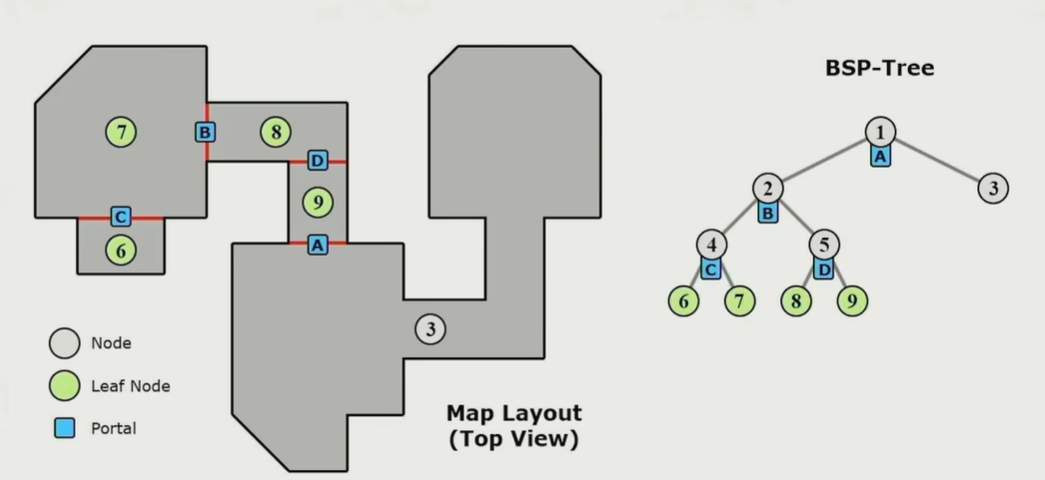 BSP-Tree
7
B
8
D
9
C
6
A
3
1
A
2
3
B
4
5
C
D
6
7
8
9
Node
Leaf Node
Portal
Map Layout
(Top View)